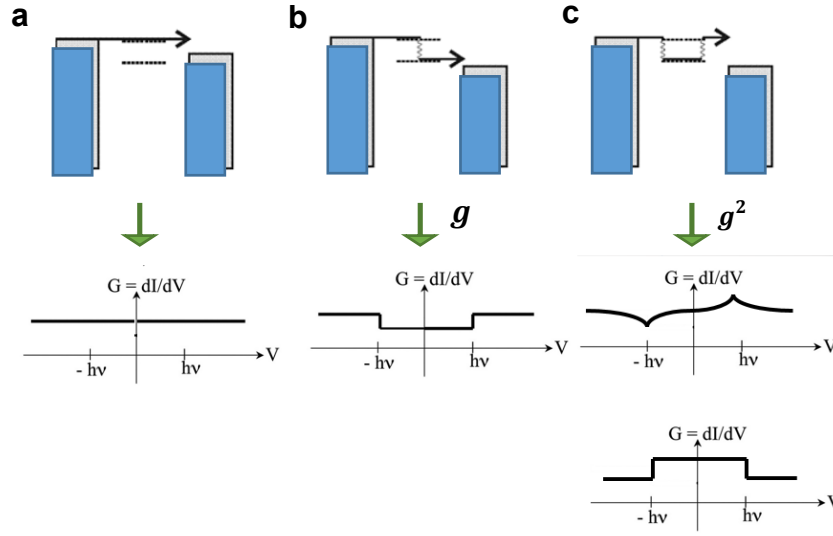 a
b
c
g
g²
G = dI/dV
V
- hν
hν
G = dI/dV
V
- hν
hν
G = dI/dV
V
- hν
hν
G = dI/dV
V
- hν
hν